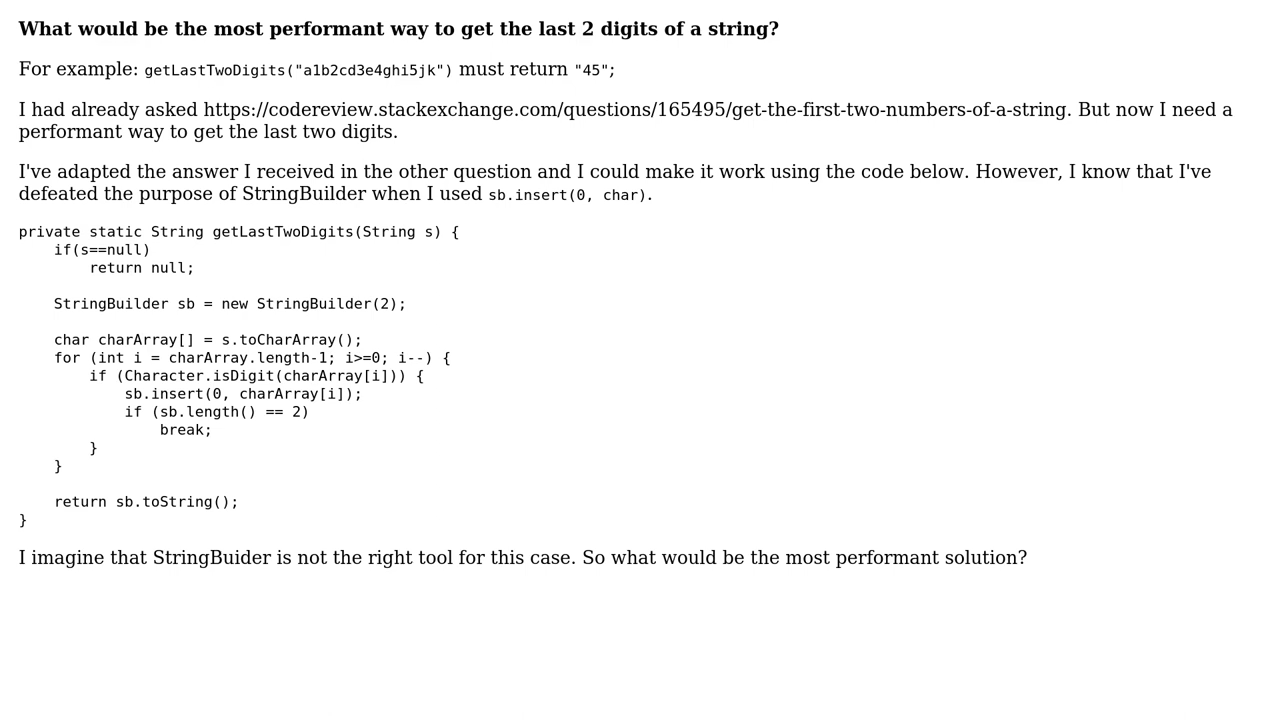 What would be the most performant way to get the last 2 digits of a string?
For example: getLastTwoDigits("a1b2cd3e4ghi5jk") must return "45";
I had already asked https://codereview.stackexchange.com/questions/165495/get-the-first-two-numbers-of-a-string. But now I need a
performant way to get the last two digits.
I've adapted the answer I received in the other question and I could make it work using the code below. However, I know that I've
defeated the purpose of StringBuilder when I used sb.insert(0, char).
private static String getLastTwoDigits(String s) {
    if(s==null)
        return null;
    StringBuilder sb = new StringBuilder(2);
    char charArray[] = s.toCharArray();
    for (int i = charArray.length-1; i>=0; i--) {
        if (Character.isDigit(charArray[i])) {
            sb.insert(0, charArray[i]);
            if (sb.length() == 2)
                break;
        }
    }
    return sb.toString();
}
I imagine that StringBuider is not the right tool for this case. So what would be the most performant solution?